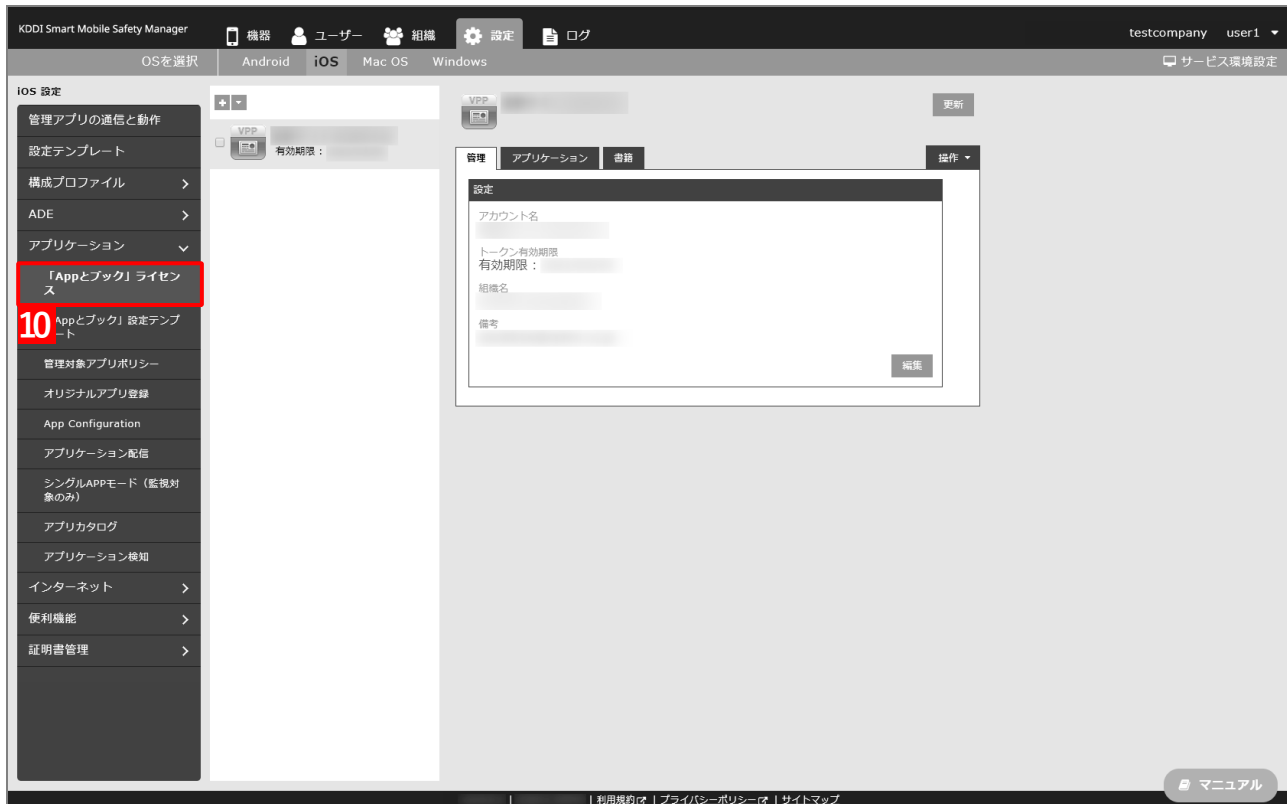 KDDI Smart Mobile Safety Manager
機器
ユーザー
組織
設定
ログ
testcompany user1
OSを選択
Android
iOS
Mac OS
Windows
サービス環境設定
iOS 設定
管理アプリの通信と動作
設定テンプレート
構成プロファイル
ADE
アプリケーション
「Appとブック」ライセン
ス
10
Appとブック」設定テンプ
ート
管理対象アプリポリシー
オリジナルアプリ登録
App Configuration
アプリケーション配信
シングルAPPモード（監視対
象のみ）
アプリカタログ
アプリケーション検知
インターネット
便利機能
証明書管理
VPP
有効期限：
VPP
更新
管理
アプリケーション
書籍
操作
設定
アカウント名
トークン有効期限
有効期限：
組織名
備考
編集
マニュアル
| | 利用規約 | プライバシーポリシー | サイトマップ